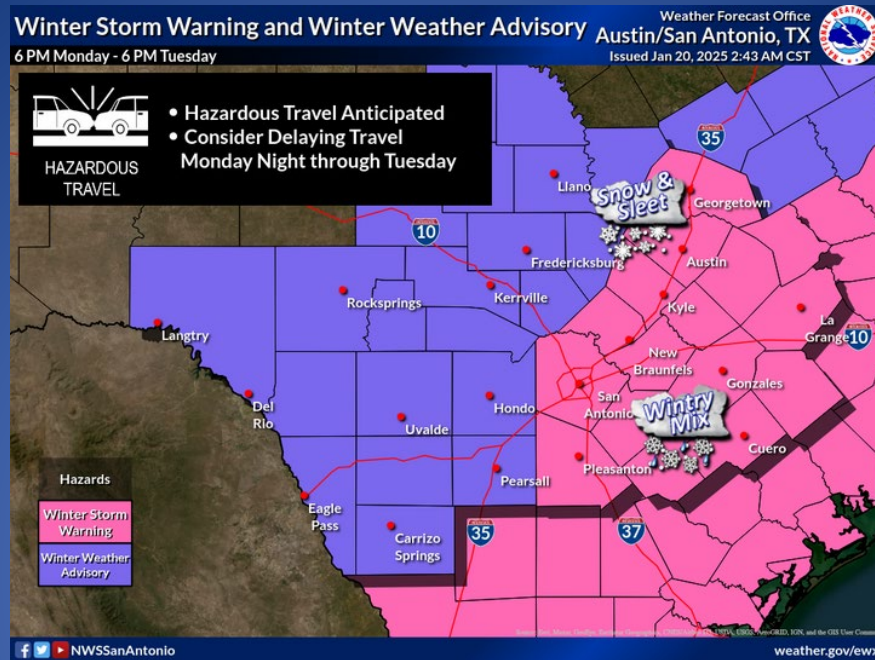 Winter Storm Warning and Winter Weather Advisory
Weather Forecast Office
Austin/San Antonio, TX
Issued Jan 20, 2025 2:43 AM CST
6 PM Monday - 6 PM Tuesday
NATIONAL WEATHER SERVICE
• Hazardous Travel Anticipated
• Consider Delaying Travel
Monday Night through Tuesday
HAZARDOUS
TRAVEL
35
Llano
Snow &
Sleet
Georgetown
10
Fredericksburg
Austin
Rocksprings
Kerrville
Kyle
Langtry
La
Grange
10
New
Braunfels
Gonzales
Del
Rio
Hondo
San
Antonio
Wintry
Mix
Uvalde
Cuero
Pearsall
Pleasanton
Hazards
Winter Storm
Warning
Winter Weather
Advisory
Eagle
Pass
Carrizo
Springs
35
37
NWSSanAntonio
weather.gov/ewx